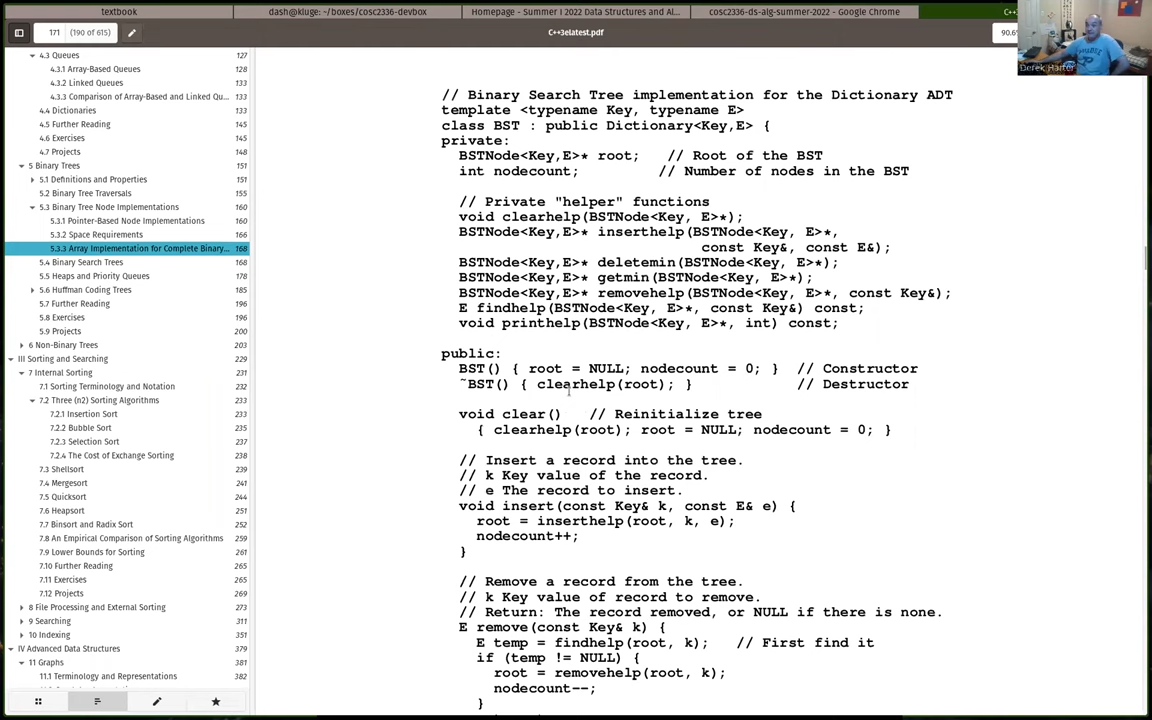 textbook
dash@kluge: ~/boxes/cosc2336-devbox
Homepage - Summer I 2022 Data Structures and Al...
cosc2336-ds-alg-summer-2022 - Google Chrome
171 (190 of 615)
C++3elatest.pdf
90.6
Derek Harter
4.3 Queues 127
4.3.1 Array-Based Queues 128
4.3.2 Linked Queues 133
4.3.3 Comparison of Array-Based and Linked Qu... 133
4.4 Dictionaries 133
4.5 Further Reading 145
4.6 Exercises 145
4.7 Projects 148
5 Binary Trees 151
5.1 Definitions and Properties 151
5.2 Binary Tree Traversals 155
5.3 Binary Tree Node Implementations 160
5.3.1 Pointer-Based Node Implementations 160
5.3.2 Space Requirements 166
5.3.3 Array Implementation for Complete Binary... 168
5.4 Binary Search Trees 168
5.5 Heaps and Priority Queues 178
5.6 Huffman Coding Trees 185
5.7 Further Reading 196
5.8 Exercises 196
5.9 Projects 200
6 Non-Binary Trees 203
III Sorting and Searching 229
7 Internal Sorting 231
7.1 Sorting Terminology and Notation 231
7.2 Three (n2) Sorting Algorithms 233
7.2.1 Insertion Sort 233
7.2.2 Bubble Sort 235
7.2.3 Selection Sort 237
7.2.4 The Cost of Exchange Sorting 238
7.3 Shellsort 239
7.4 Mergesort 241
7.5 Quicksort 244
7.6 Heapsort 251
7.7 Binsort and Radix Sort 252
7.8 An Empirical Comparison of Sorting Algorithms 259
7.9 Lower Bounds for Sorting 261
7.10 Further Reading 265
7.11 Exercises 265
7.12 Projects 269
8 File Processing and External Sorting 273
9 Searching 311
10 Indexing 351
IV Advanced Data Structures 379
11 Graphs 381
11.1 Terminology and Representations 382
// Binary Search Tree implementation for the Dictionary ADT
template <typename Key, typename E>
class BST : public Dictionary<Key,E> {
private:
BSTNode<Key,E>* root; // Root of the BST
int nodecount; // Number of nodes in the BST
// Private "helper" functions
void clearhelp(BSTNode<Key, E>*);
BSTNode<Key,E>* inserthelp(BSTNode<Key, E>*,
const Key&, const E&);
BSTNode<Key,E>* deletemin(BSTNode<Key, E>*);
BSTNode<Key,E>* getmin(BSTNode<Key, E>*);
BSTNode<Key,E>* removehelp(BSTNode<Key, E>*, const Key&);
E findhelp(BSTNode<Key, E>*, const Key&) const;
void printhelp(BSTNode<Key, E>*, int) const;
public:
BST() { root = NULL; nodecount = 0; } // Constructor
~BST() { clearhelp(root); } // Destructor
void clear() // Reinitialize tree
{ clearhelp(root); root = NULL; nodecount = 0; }
// Insert a record into the tree.
// k Key value of the record.
// e The record to insert.
void insert(const Key& k, const E& e) {
root = inserthelp(root, k, e);
nodecount++;
}
// Remove a record from the tree.
// k Key value of record to remove.
// Return: The record removed, or NULL if there is none.
E remove(const Key& k) {
E temp = findhelp(root, k); // First find it
if (temp != NULL) {
root = removehelp(root, k);
nodecount--;
}